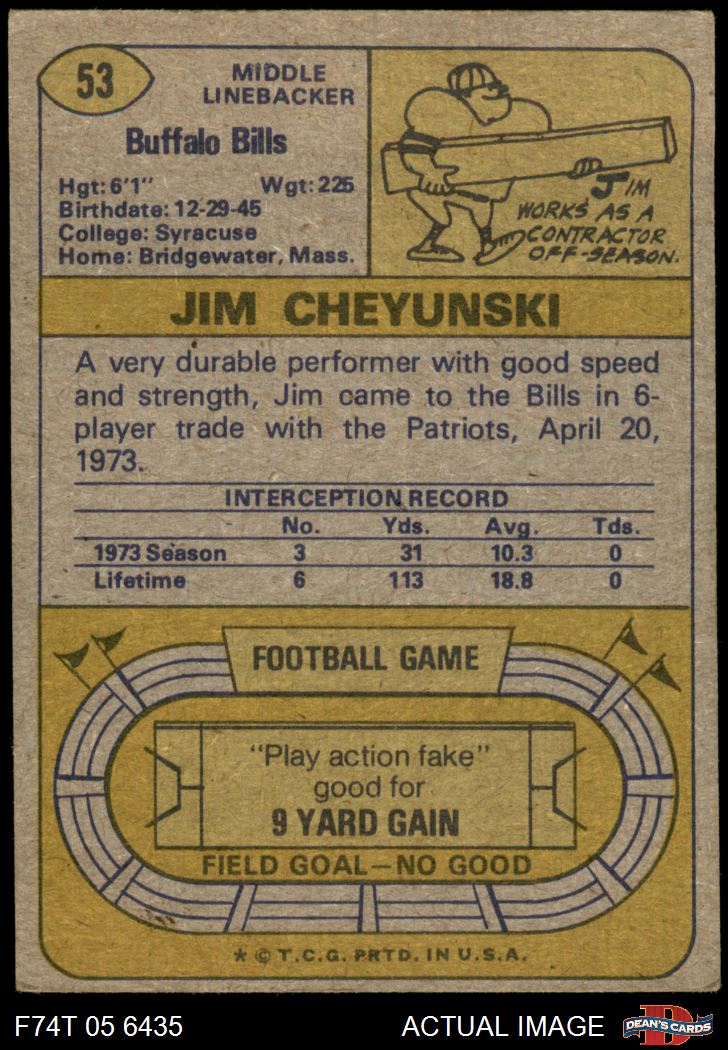 53
MIDDLE
LINEBACKER
Buffalo Bills
Hgt: 6'1" Wgt: 225
Birthdate: 12-29-45
College: Syracuse
Home: Bridgewater, Mass.
JIM
WORKS AS A
CONTRACTOR
OFF-SEASON.
JIM CHEYUNSKI
A very durable performer with good speed
and strength, Jim came to the Bills in 6-
player trade with the Patriots, April 20,
1973.
INTERCEPTION RECORD
No. Yds. Avg. Tds.
1973 Season 3 31 10.3 0
Lifetime 6 113 18.8 0
FOOTBALL GAME
"Play action fake"
good for
9 YARD GAIN
FIELD GOAL—NO GOOD
* © T.C.G. PRTD. IN U.S.A.
F74T 05 6435 ACTUAL IMAGE
D
DEAN'S CARDS